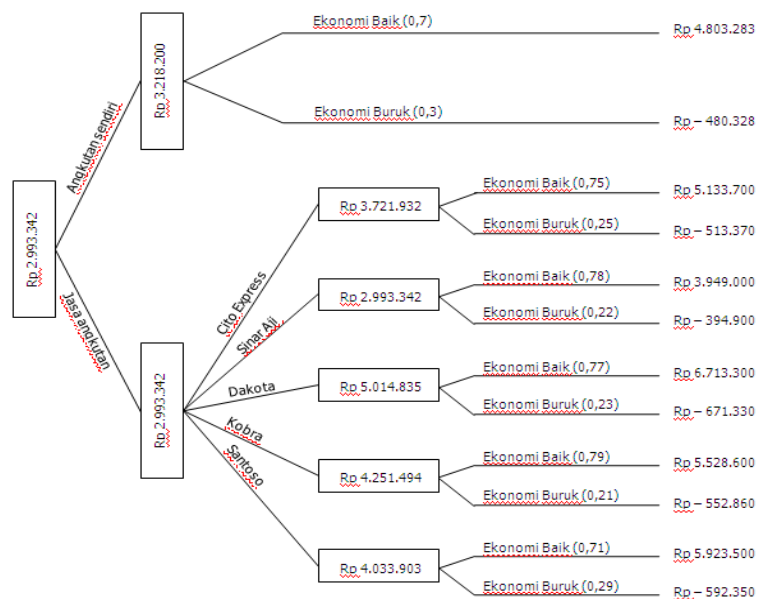 Ekonomi Baik (0,7)
Rp 4.803.283
Rp 3.218.200
Ekonomi Buruk (0,3)
Rp – 480.328
Angkutan sendiri
Rp 2.993.342
Jasa angkutan
Rp 2.993.342
Cito Express
Rp 3.721.932
Ekonomi Baik (0,75)
Rp 5.133.700
Ekonomi Buruk (0,25)
Rp – 513.370
Sinar Aji
Rp 2.993.342
Ekonomi Baik (0,78)
Rp 3.949.000
Ekonomi Buruk (0,22)
Rp – 394.900
Dakota
Rp 5.014.835
Ekonomi Baik (0,77)
Rp 6.713.300
Ekonomi Buruk (0,23)
Rp – 671.330
Kobra
Rp 4.251.494
Ekonomi Baik (0,79)
Rp 5.528.600
Ekonomi Buruk (0,21)
Rp – 552.860
Santoso
Rp 4.033.903
Ekonomi Baik (0,71)
Rp 5.923.500
Ekonomi Buruk (0,29)
Rp – 592.350